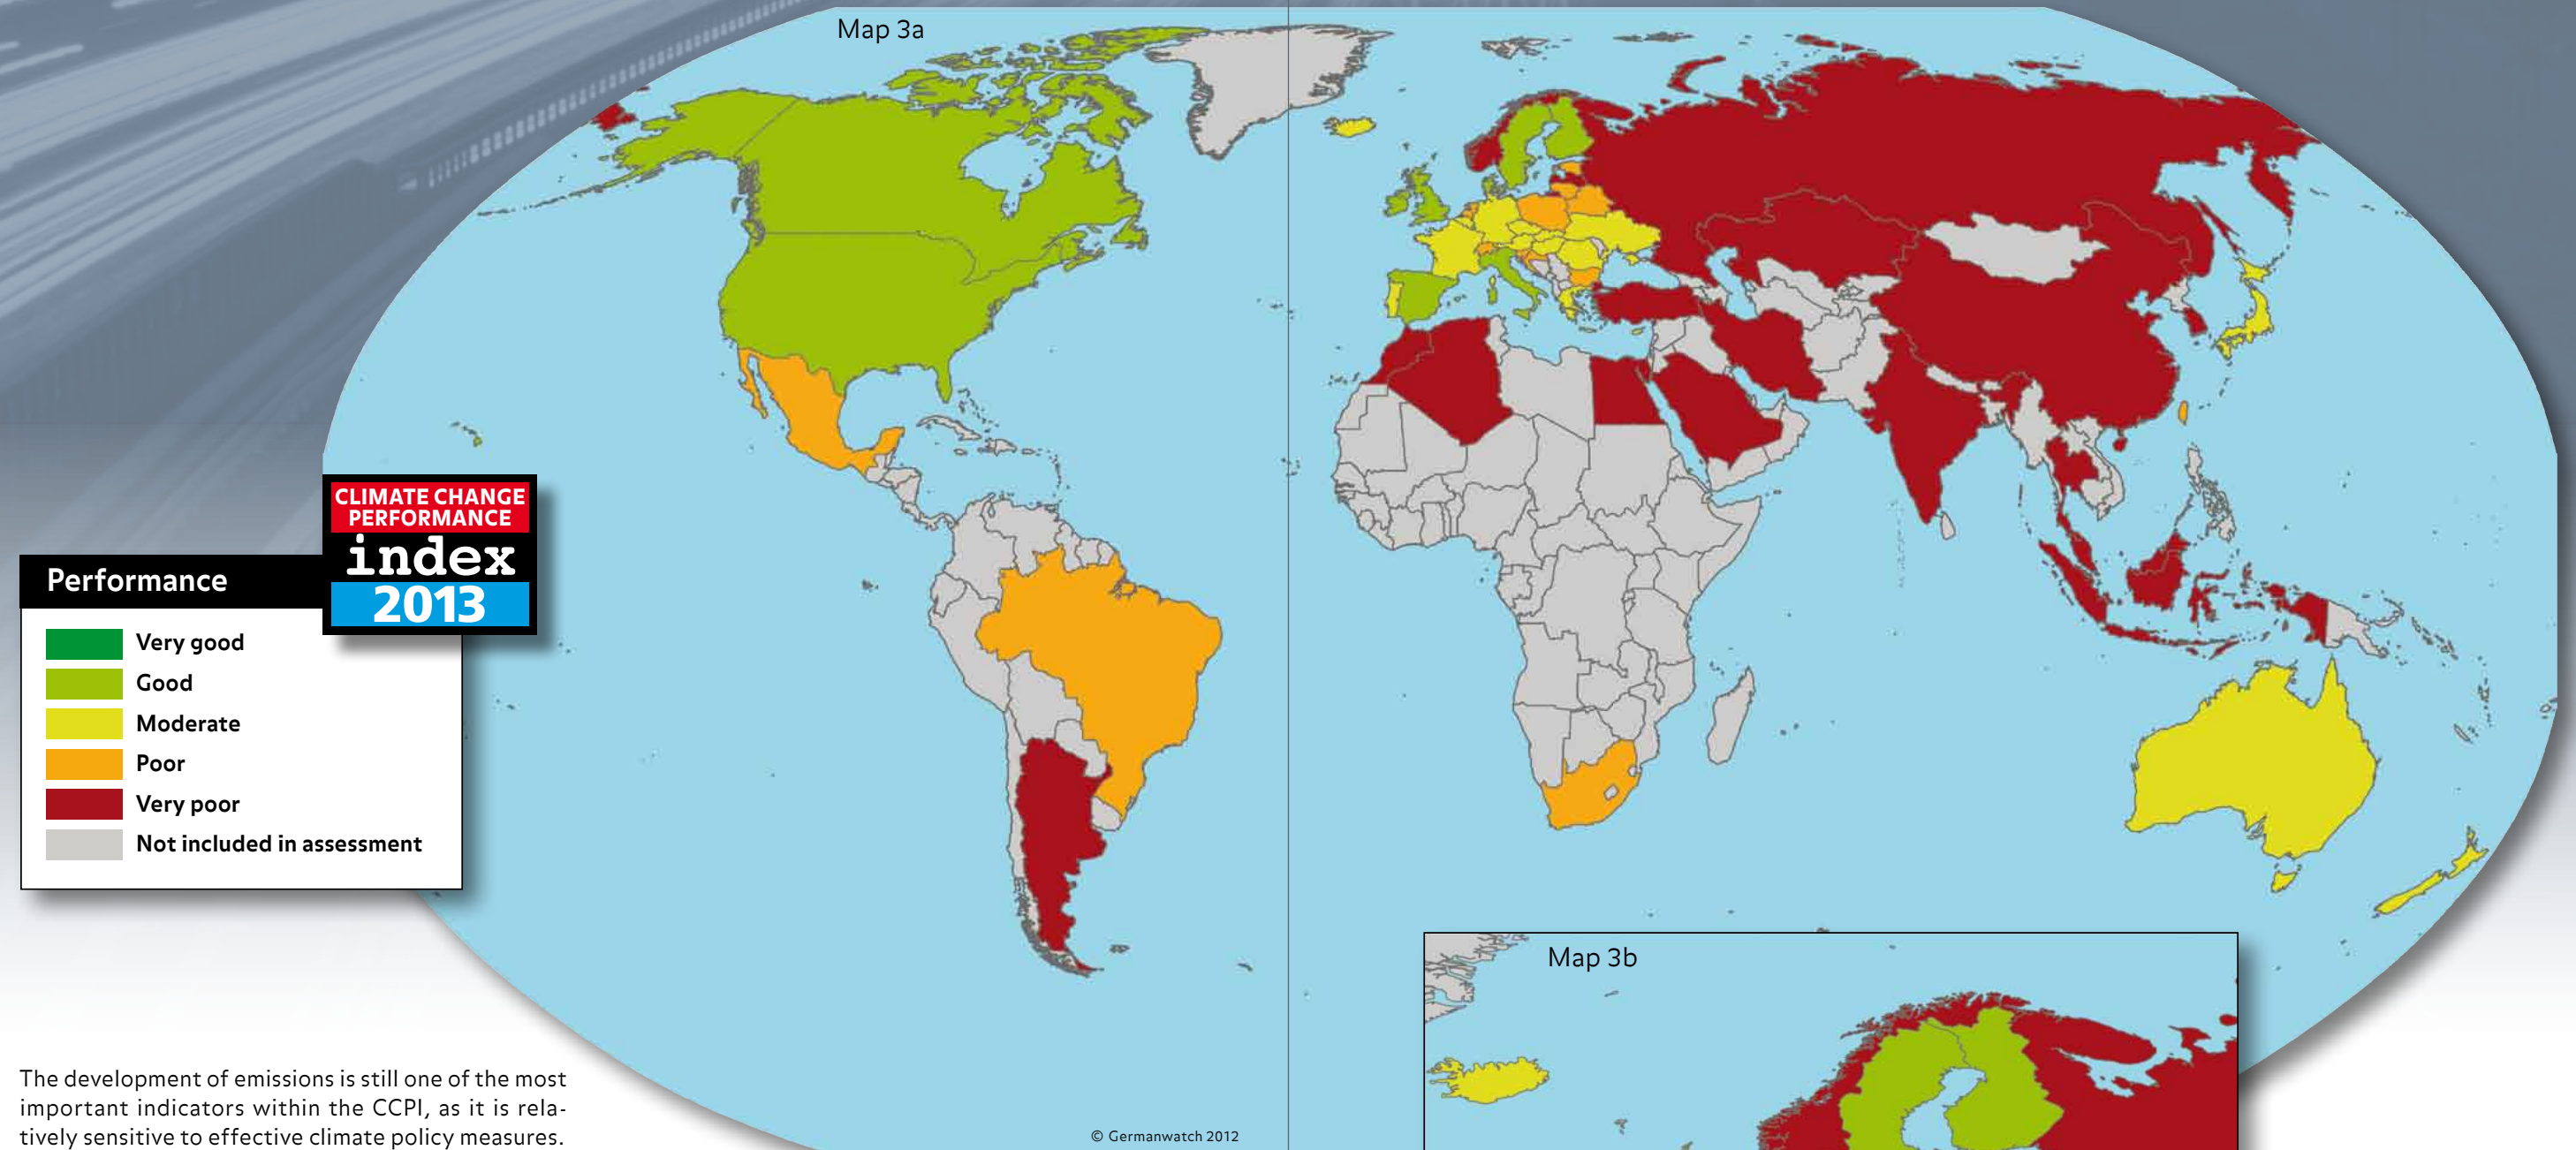 Map 3a
CLIMATE CHANGE
PERFORMANCE
index
2013
Performance
Very good
Good
Moderate
Poor
Very poor
Not included in assessment
Map 3b
The development of emissions is still one of the most
important indicators within the CCPI, as it is rela-
tively sensitive to effective climate policy measures.
© Germanwatch 2012